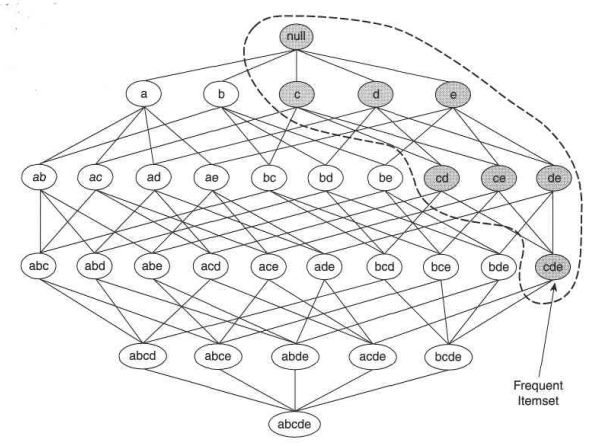 null
a b c d e
ab ac ad ae bc bd be cd ce de
abc abd abe acd ace ade bcd bce bde cde
abcd abce abde acde bcde
Frequent
Itemset
abcde